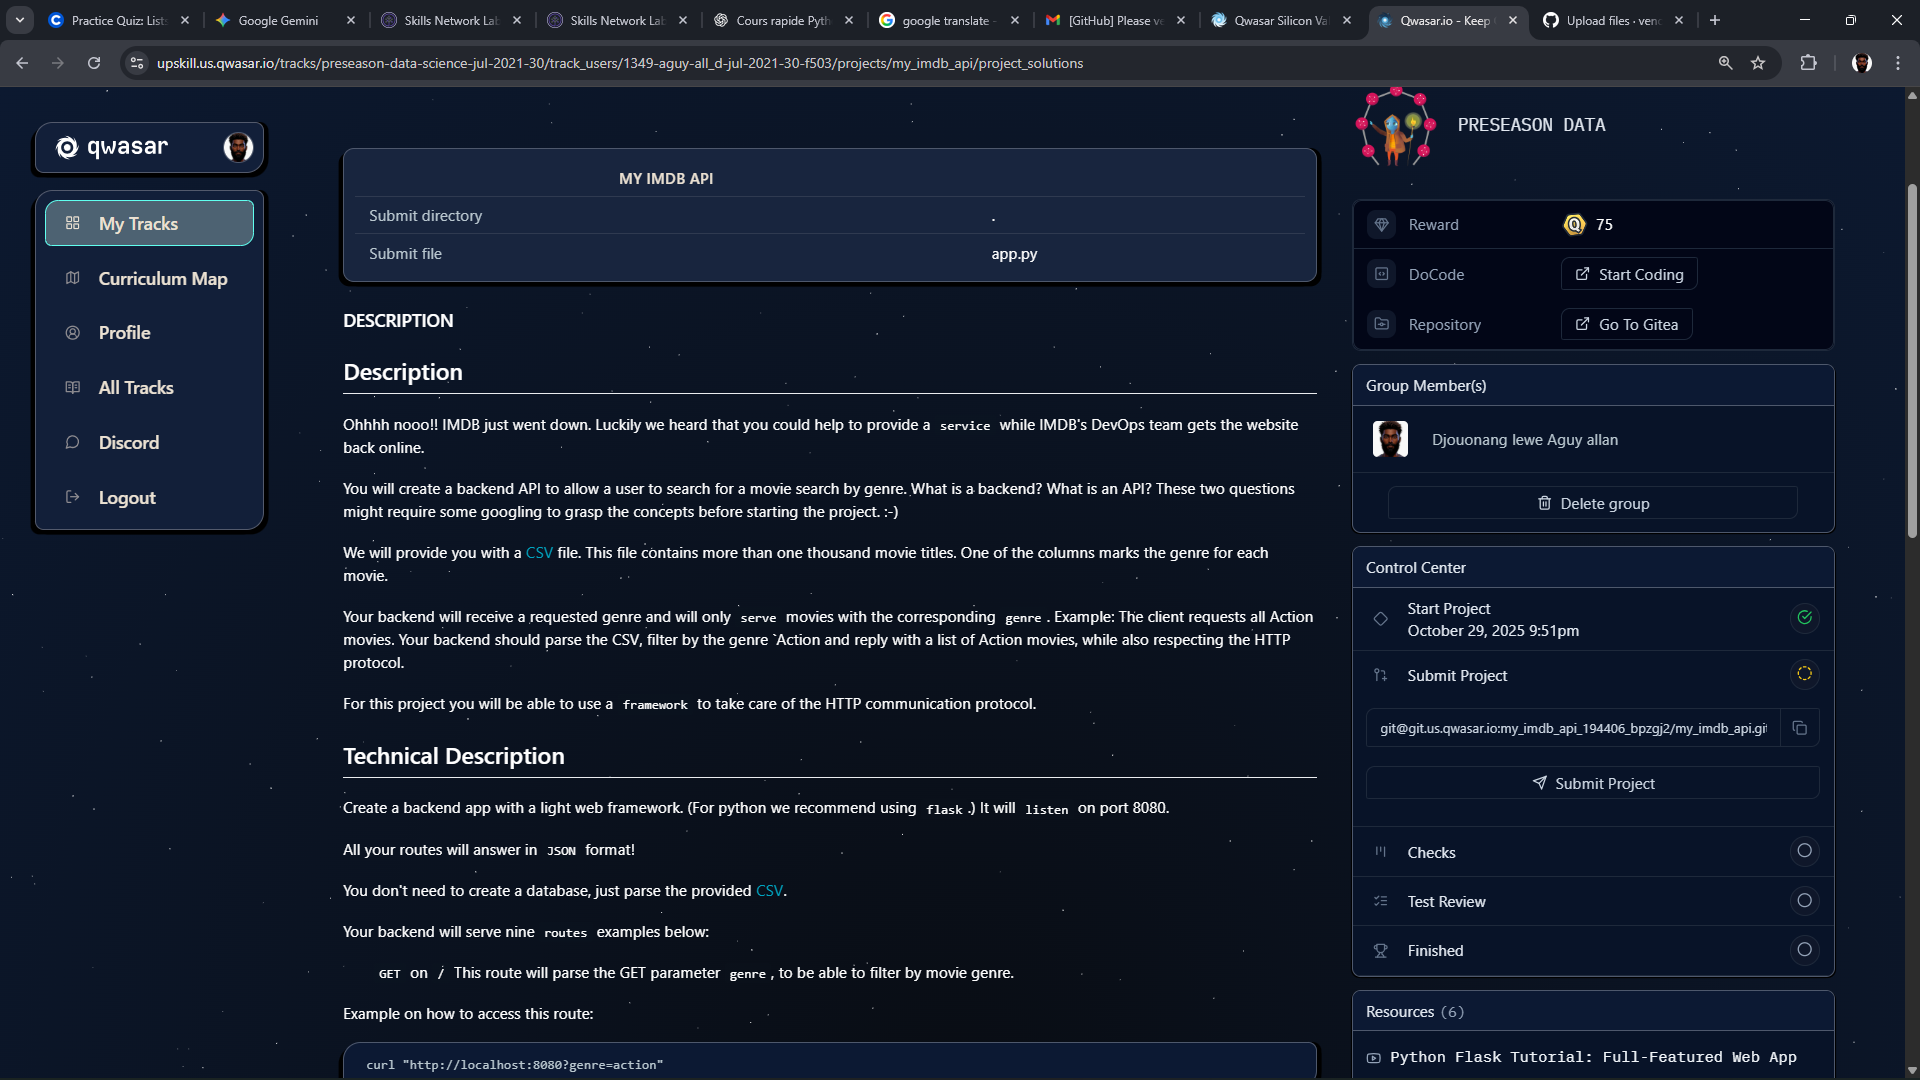 Practice Quiz: List
Google Gemini
Skills Network Lab
Skills Network Lab
Cours rapide Pyth
google translate -
[GitHub] Please ve
Qwasar Silicon Va
Qwasar.io - Keep
Upload files · venc
upskill.us.qwasar.io/tracks/preseason-data-science-jul-2021-30/track_users/1349-aguy-all_d-jul-2021-30-f503/projects/my_imdb_api/project_solutions
qwasar
My Tracks
Curriculum Map
Profile
All Tracks
Discord
Logout
MY IMDB API
Submit directory .
Submit file app.py
DESCRIPTION
Description
Ohhhh nooo!! IMDB just went down. Luckily we heard that you could help to provide a service while IMDB's DevOps team gets the website
back online.
You will create a backend API to allow a user to search for a movie search by genre. What is a backend? What is an API? These two questions
might require some googling to grasp the concepts before starting the project. :-)
We will provide you with a CSV file. This file contains more than one thousand movie titles. One of the columns marks the genre for each
movie.
Your backend will receive a requested genre and will only serve movies with the corresponding genre. Example: The client requests all Action
movies. Your backend should parse the CSV, filter by the genre `Action and reply with a list of Action movies, while also respecting the HTTP
protocol.
For this project you will be able to use a framework to take care of the HTTP communication protocol.
Technical Description
Create a backend app with a light web framework. (For python we recommend using flask.) It will listen on port 8080.
All your routes will answer in JSON format!
You don't need to create a database, just parse the provided CSV.
Your backend will serve nine routes examples below:
GET on / This route will parse the GET parameter genre, to be able to filter by movie genre.
Example on how to access this route:
curl "http://localhost:8080?genre=action"
PRESEASON DATA
Reward 75
DoCode Start Coding
Repository Go To Gitea
Group Member(s)
Djouonang lewe Aguy allan
Delete group
Control Center
Start Project
October 29, 2025 9:51pm
Submit Project
git@git.us.qwasar.io:my_imdb_api_194406_bpzgj2/my_imdb_api.git
Submit Project
Checks
Test Review
Finished
Resources (6)
Python Flask Tutorial: Full-Featured Web App